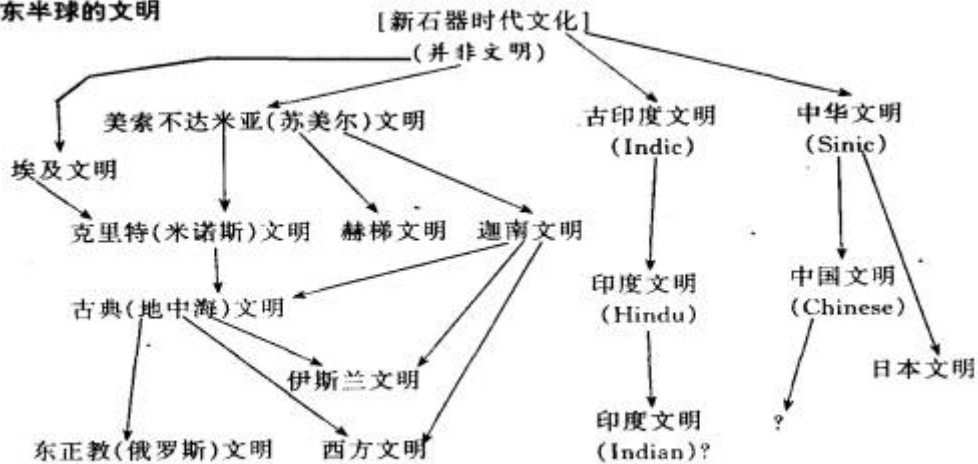 东半球的文明
[新石器时代文化]
(并非文明)
美索不达米亚(苏美尔)文明
古印度文明
(Indic)
中华文明
(Sinic)
埃及文明
克里特(米诺斯)文明
赫梯文明
迦南文明
古典(地中海)文明
印度文明
(Hindu)
中国文明
(Chinese)
伊斯兰文明
日本文明
东正教(俄罗斯)文明
西方文明
印度文明
(Indian)?
?